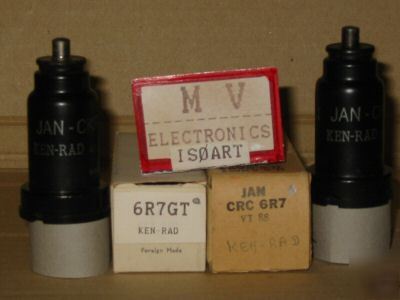 M V
ELECTRONICS
ISØART
JAN-C
KEN-RAD
6R7GT
KEN-RAD
Foreign Made
JAN
CRC 6R7
VT 88
KEN-RAD
JAN-CR
KEN-RAD